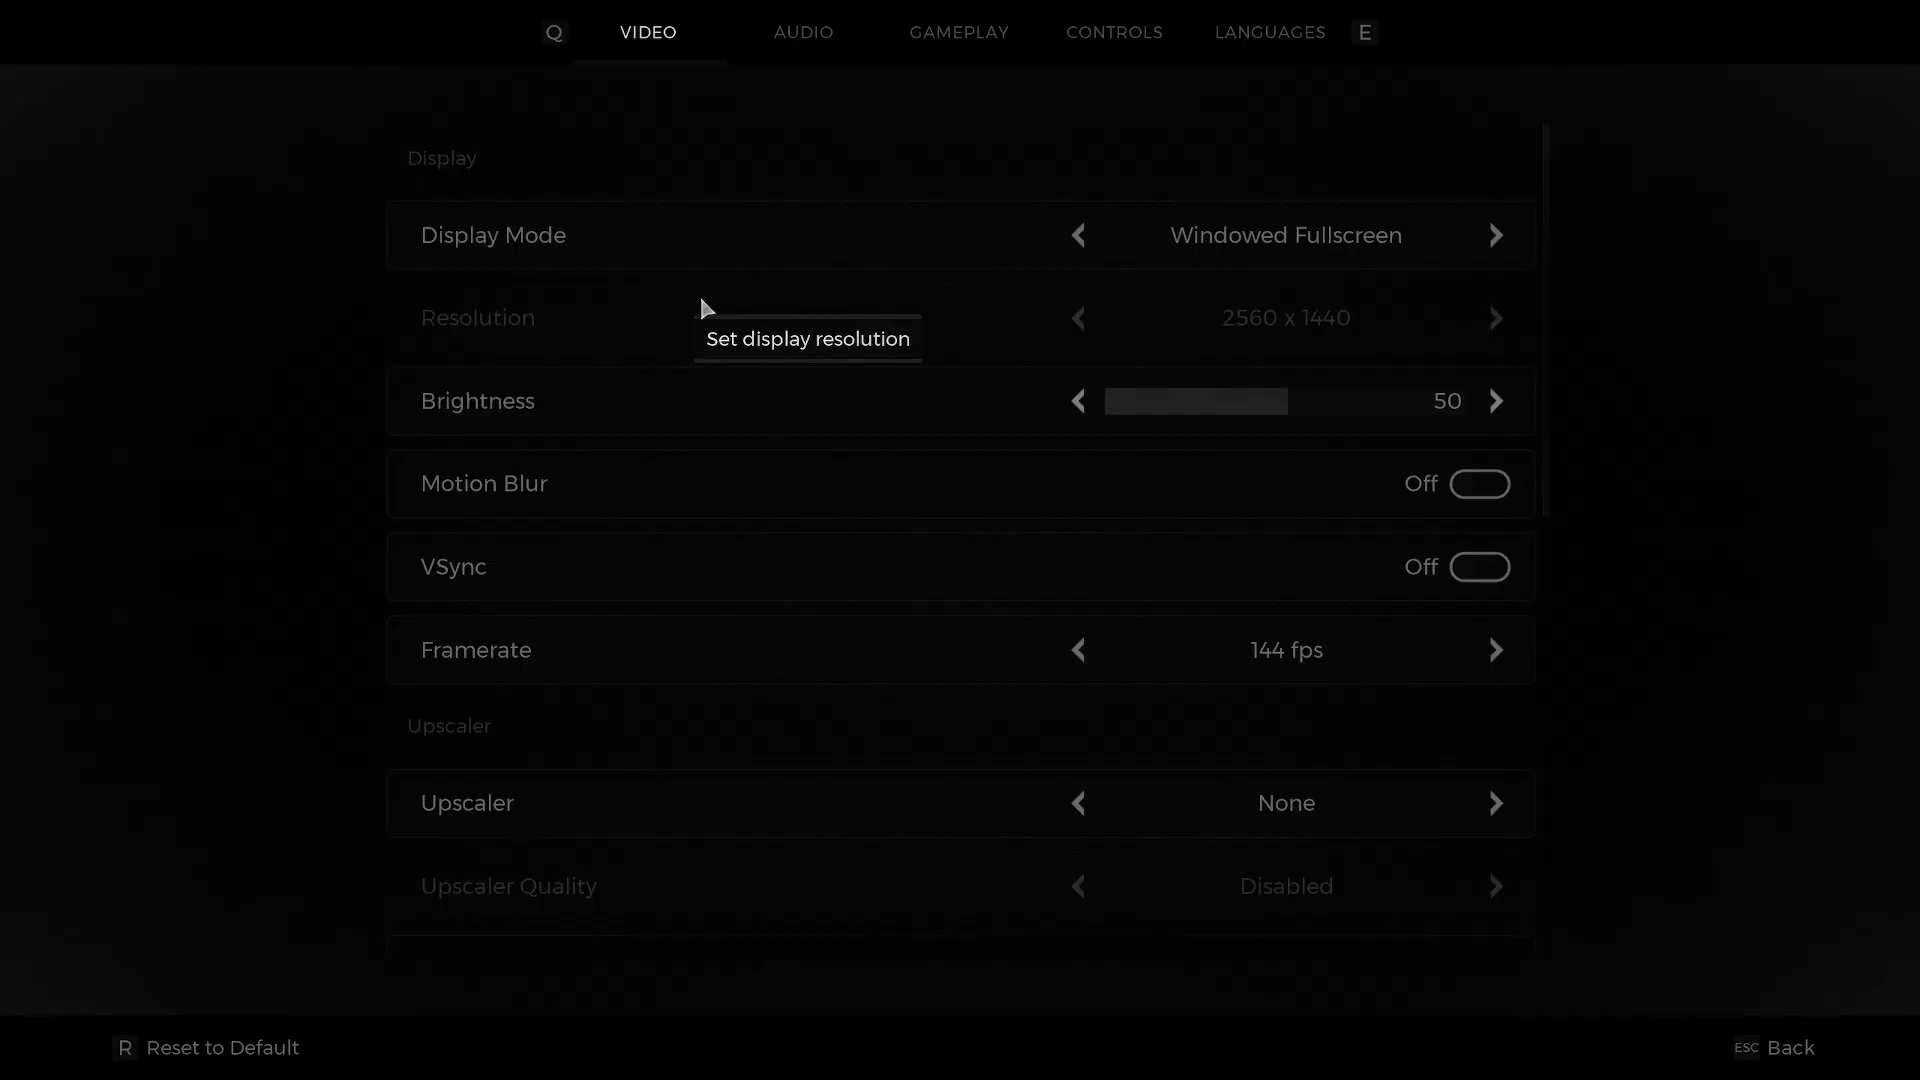 Q VIDEO AUDIO GAMEPLAY CONTROLS LANGUAGES E
Display
Display Mode Windowed Fullscreen
Resolution 2560 x 1440
Set display resolution
Brightness 50
Motion Blur Off
VSync Off
Framerate 144 fps
Upscaler
Upscaler None
Upscaler Quality Disabled
R Reset to Default ESC Back